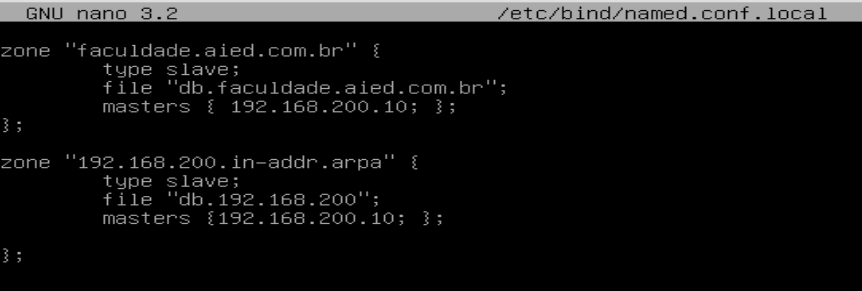 GNU nano 3.2 /etc/bind/named.conf.local
zone "faculdade.aied.com.br" {
type slave;
file "db.faculdade.aied.com.br";
masters { 192.168.200.10; };
};
zone "192.168.200.in-addr.arpa" {
type slave;
file "db.192.168.200";
masters {192.168.200.10; };
};